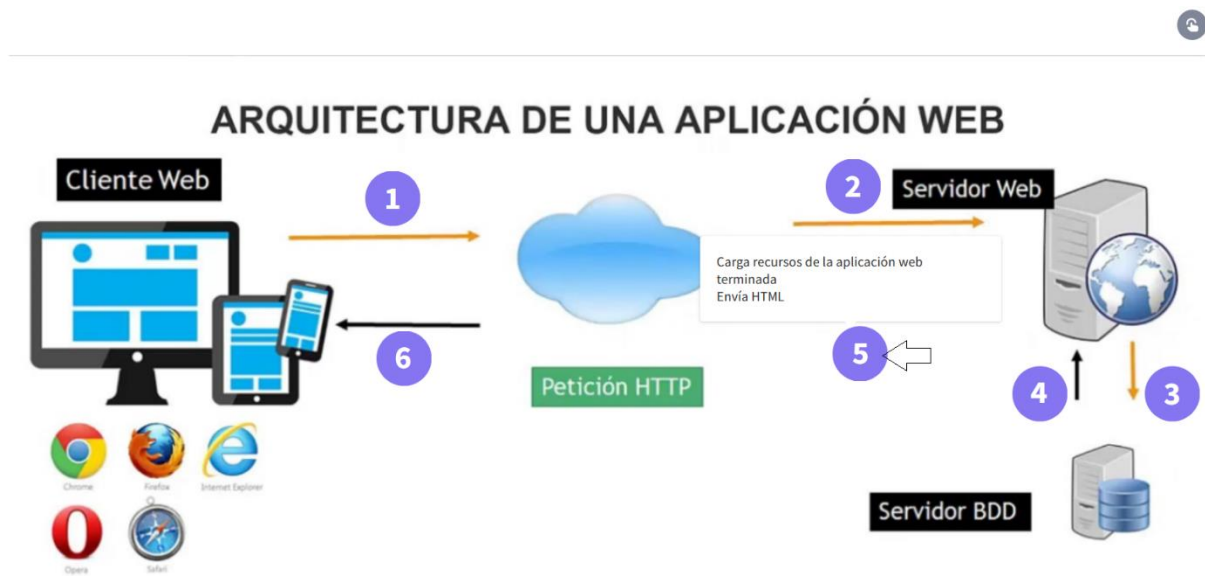 ARQUITECTURA DE UNA APLICACIÓN WEB
Cliente Web
1
2
Servidor Web
Carga recursos de la aplicación web
terminada
Envía HTML
6
5
Petición HTTP
4
3
Chrome
Firefox
Internet Explorer
Servidor BDD
Opera
Safari